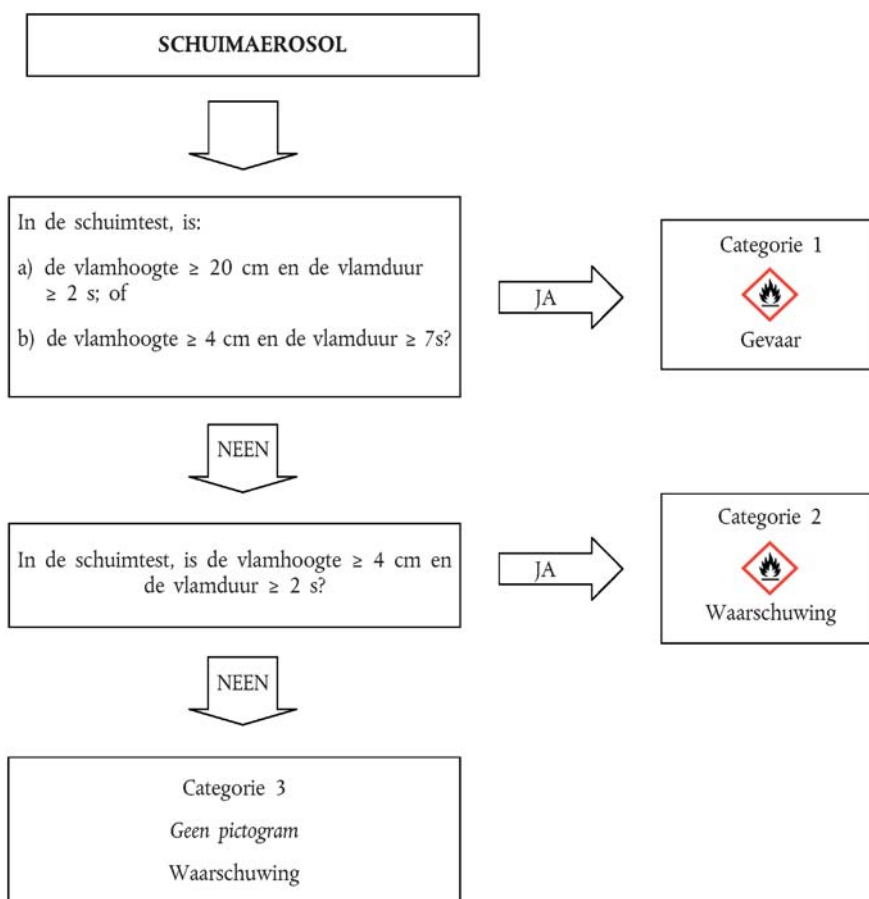 SCHUIMAEROSOL
In de schuimtest, is:
a) de vlamhoogte ≥ 20 cm en de vlamduur
≥ 2 s; of
b) de vlamhoogte ≥ 4 cm en de vlamduur ≥ 7s?
JA
Categorie 1
Gevaar
NEEN
In de schuimtest, is de vlamhoogte ≥ 4 cm en
de vlamduur ≥ 2 s?
JA
Categorie 2
Waarschuwing
NEEN
Categorie 3
Geen pictogram
Waarschuwing